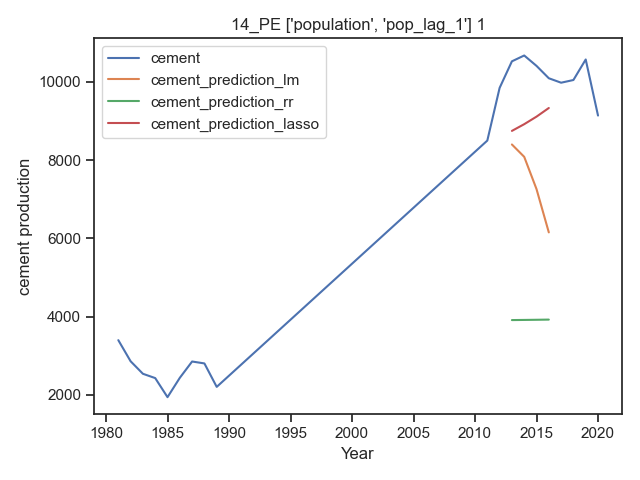 14_PE ['population', 'pop_lag_1'] 1
cement
cement_prediction_lm
cement_prediction_rr
cement_prediction_lasso
cement production
10000
8000
6000
4000
2000
1980
1985
1990
1995
2000
2005
2010
2015
2020
Year